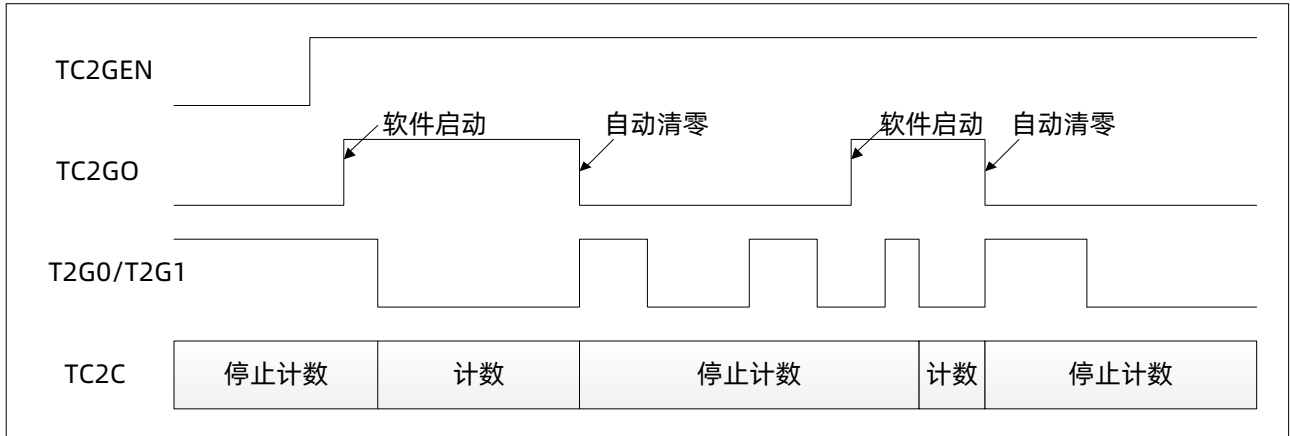 TC2GEN
软件启动 自动清零 软件启动 自动清零
TC2GO
T2G0/T2G1
TC2C 停止计数 计数 停止计数 计数 停止计数